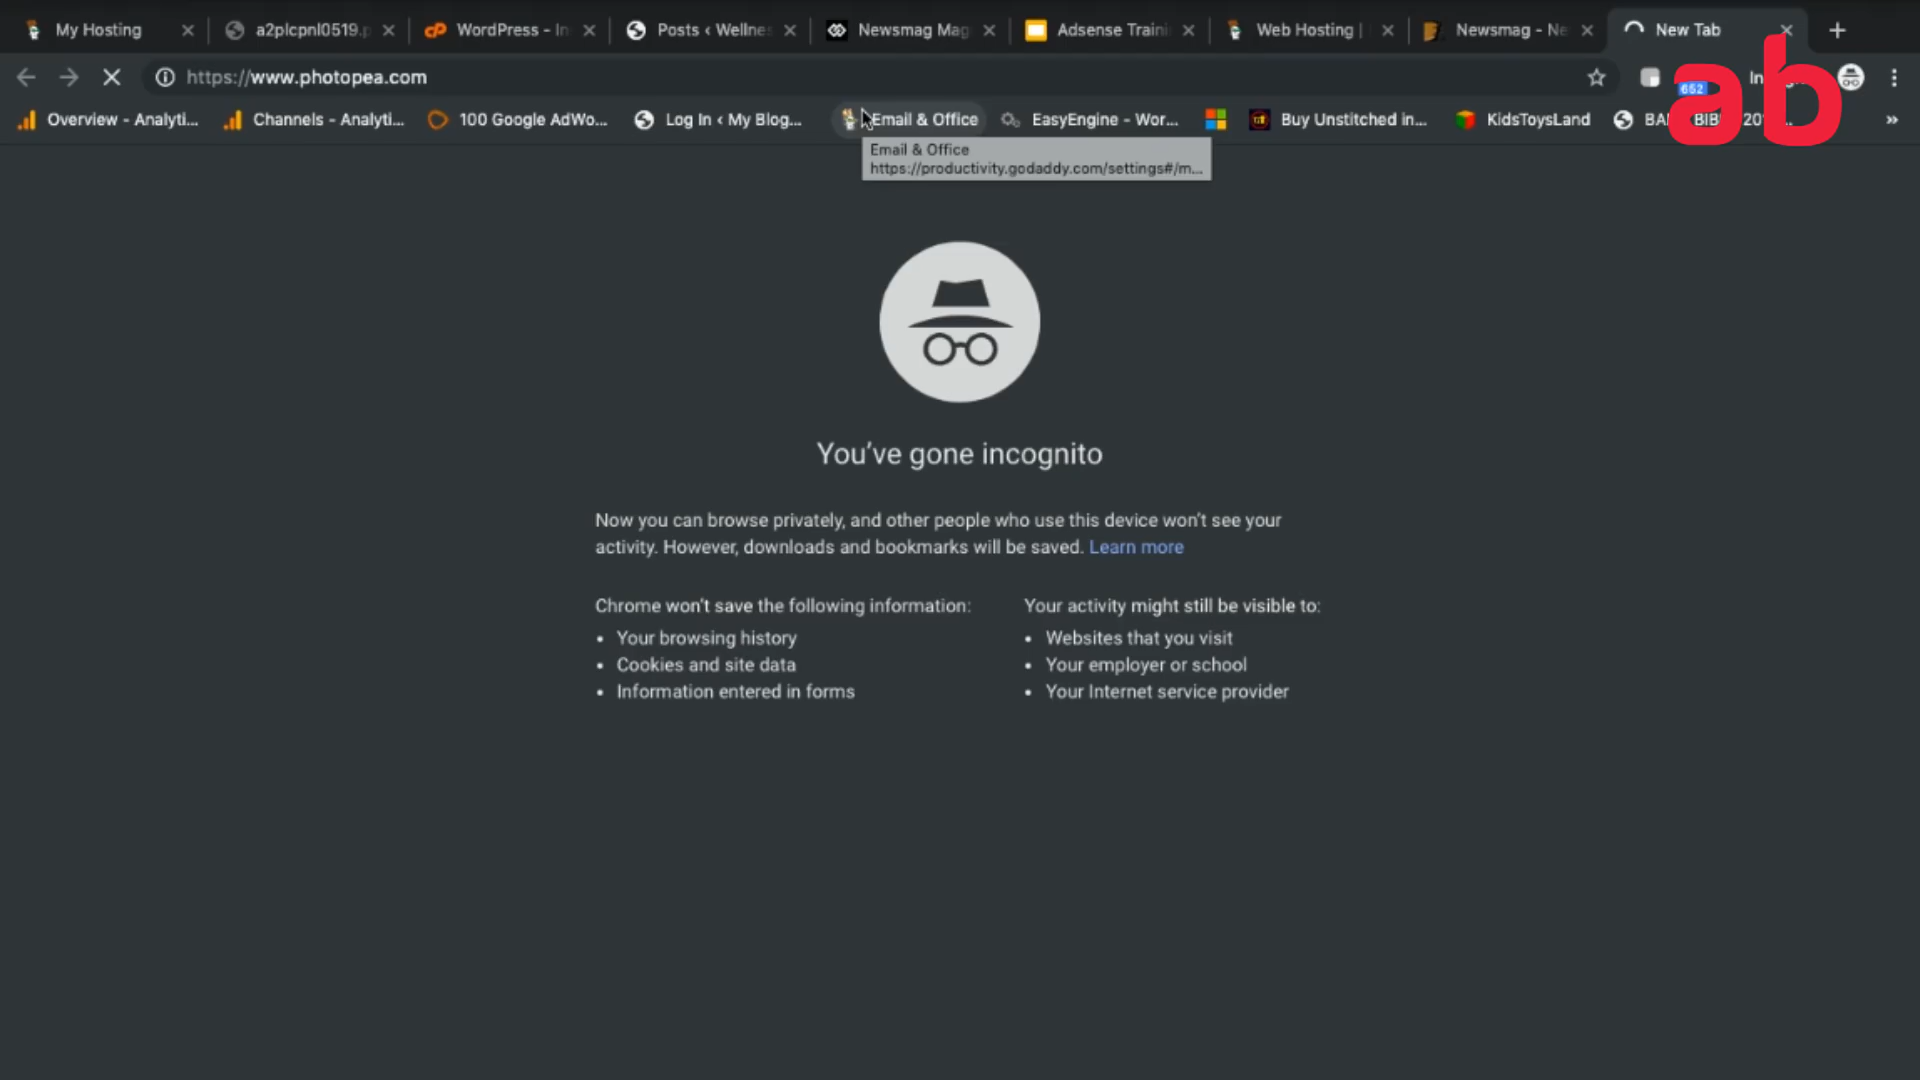 My Hosting
a2plcpnl0519.p
WordPress - In
Posts ‹ Wellne
Newsmag Mag
Adsense Traini
Web Hosting |
Newsmag - Ne
New Tab
https://www.photopea.com
652
ab
Overview - Analyti...
Channels - Analyti...
100 Google AdWo...
Log In ‹ My Blog...
Email & Office
EasyEngine - Wor...
Buy Unstitched in...
KidsToysLand
»
Email & Office
https://productivity.godaddy.com/settings#/m...
You've gone incognito
Now you can browse privately, and other people who use this device won't see your
activity. However, downloads and bookmarks will be saved. Learn more
Chrome won't save the following information:
• Your browsing history
• Cookies and site data
• Information entered in forms
Your activity might still be visible to:
• Websites that you visit
• Your employer or school
• Your Internet service provider